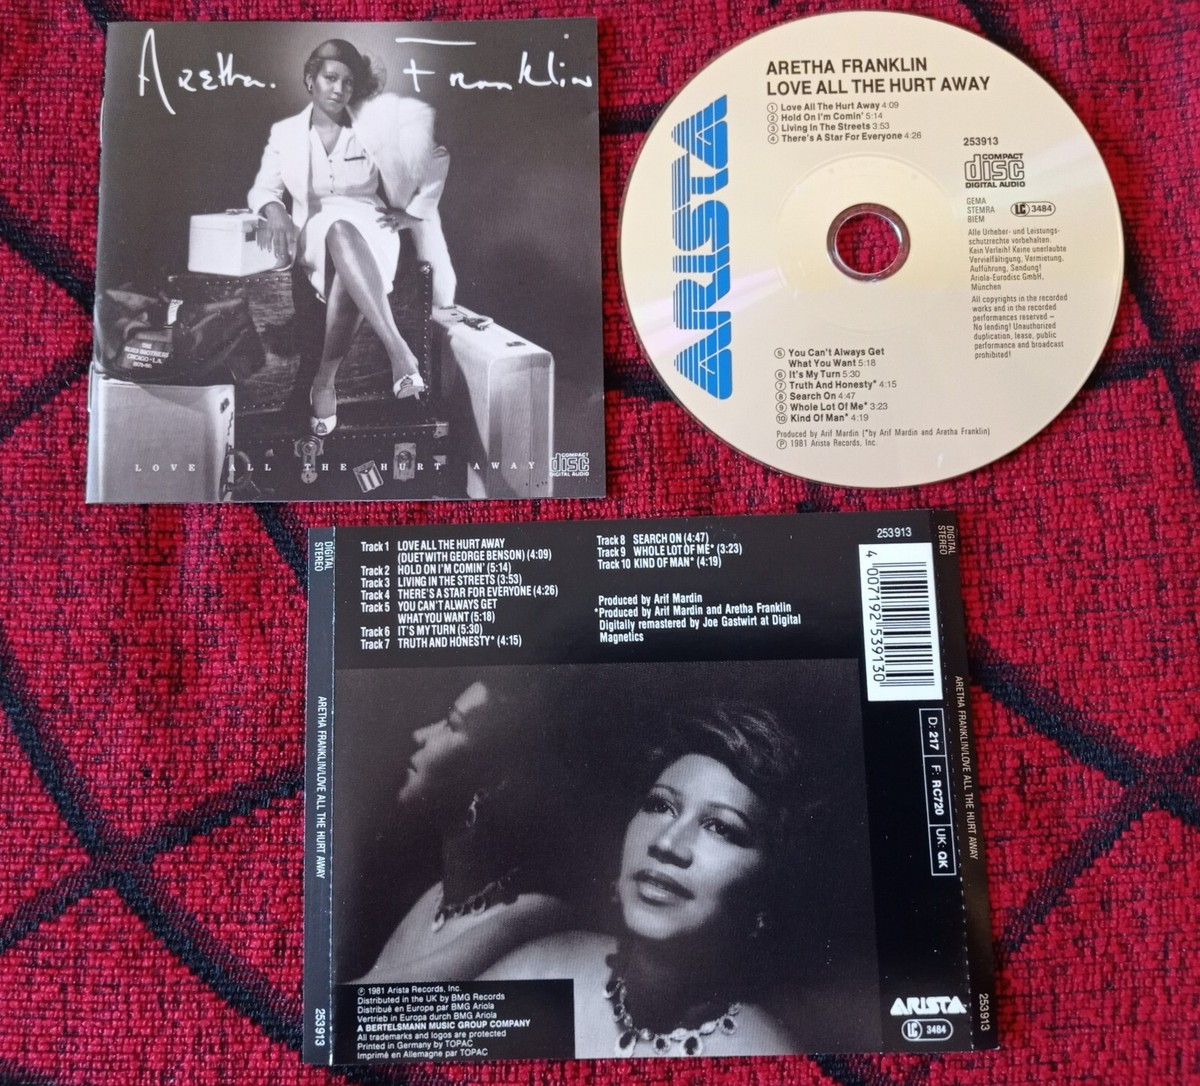 Aretha. Franklin
THE
BLUES BROTHERS
CHICAGO-L.A.
LOVE ALL THE HURT AWAY
COMPACT
disc
DIGITAL AUDIO
ARISTA
ARETHA FRANKLIN
LOVE ALL THE HURT AWAY
① Love All The Hurt Away 4:09
② Hold On I'm Comin' 5:14
③ Living In The Streets 3:53
④ There's A Star For Everyone 4:26
253913
COMPACT
disc
DIGITAL AUDIO
GEMA
STEMRA
BIEM
LC 3484
Alle Urheber- und Leistungs-
schutzrechte vorbehalten.
Kein Verleih! Keine unerlaubte
Vervielfältigung, Vermietung,
Aufführung, Sendung!
Ariola-Eurodisc GmbH,
München
All copyrights in the recorded
works and in the recorded
performances reserved –
No lending! Unauthorized
duplication, lease, public
performance and broadcast
prohibited!
⑤ You Can't Always Get
What You Want 5:18
⑥ It's My Turn 5:30
⑦ Truth And Honesty* 4:15
⑧ Search On 4:47
⑨ Whole Lot Of Me* 3:23
⑩ Kind Of Man* 4:19
Produced by Arif Mardin (*by Arif Mardin and Aretha Franklin)
℗ 1981 Arista Records, Inc.
DIGITAL
STEREO
ARETHA FRANKLIN/LOVE ALL THE HURT AWAY
253913
Track 1 LOVE ALL THE HURT AWAY
(DUET WITH GEORGE BENSON) (4:09)
Track 2 HOLD ON I'M COMIN' (5:14)
Track 3 LIVING IN THE STREETS (3:53)
Track 4 THERE'S A STAR FOR EVERYONE (4:26)
Track 5 YOU CAN'T ALWAYS GET
WHAT YOU WANT (5:18)
Track 6 IT'S MY TURN (5:30)
Track 7 TRUTH AND HONESTY* (4:15)
Track 8 SEARCH ON (4:47)
Track 9 WHOLE LOT OF ME* (3:23)
Track 10 KIND OF MAN* (4:19)
Produced by Arif Mardin
*Produced by Arif Mardin and Aretha Franklin
Digitally remastered by Joe Gastwirt at Digital
Magnetics
253913
4 007192 539130
D: 217 F: RC720 UK: QK
℗ 1981 Arista Records, Inc.
Distributed in the UK by BMG Records
Distribué en Europe par BMG Ariola
Vertrieb in Europa durch BMG Ariola
A BERTELSMANN MUSIC GROUP COMPANY
All trademarks and logos are protected
Printed in Germany by TOPAC
Imprimé en Allemagne par TOPAC
ARISTA
LC 3484
DIGITAL
STEREO
ARETHA FRANKLIN/LOVE ALL THE HURT AWAY
253913